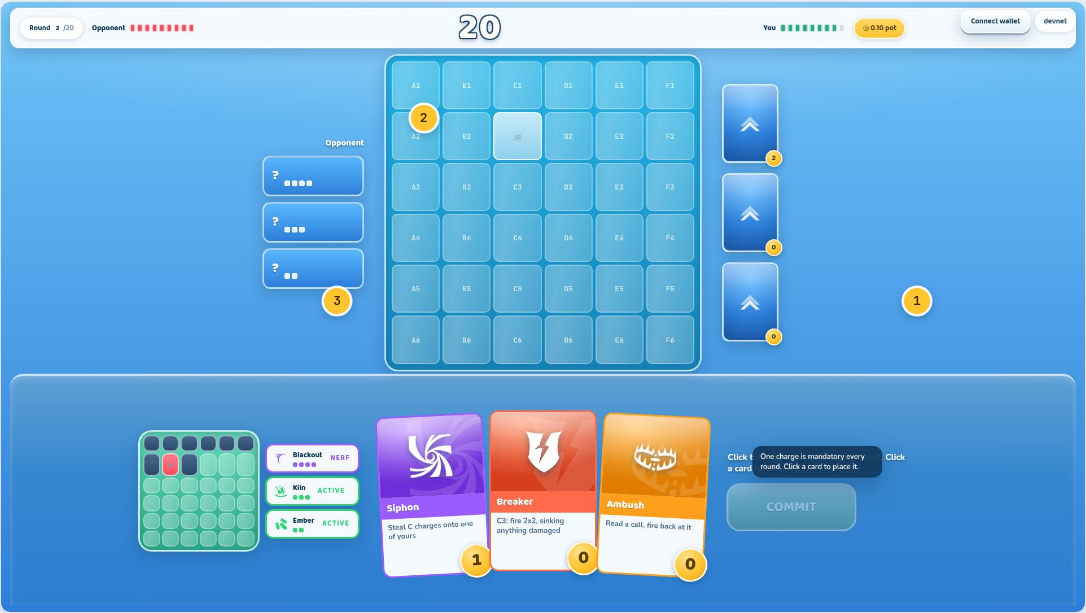 Round 2 /20
Opponent
20
You
0.10 pot
Connect wallet
devnet
A1 B1 C1 D1 E1 F1
A2 B2 D2 E2 F2
A3 B3 C3 D3 E3 F3
A4 B4 C4 D4 E4 F4
A5 B5 C5 D5 E5 F5
A6 B6 C6 D6 E6 F6
2
Opponent
?
?
?
3
2
0
0
1
Blackout NERF
Kiln ACTIVE
Ember ACTIVE
Siphon
Steal C charges onto one
of yours
1
Breaker
C3: fire 2x2, sinking
anything damaged
0
Ambush
Read a cell, fire back at it
0
Click
Click
a card
One charge is mandatory every
round. Click a card to place it.
COMMIT